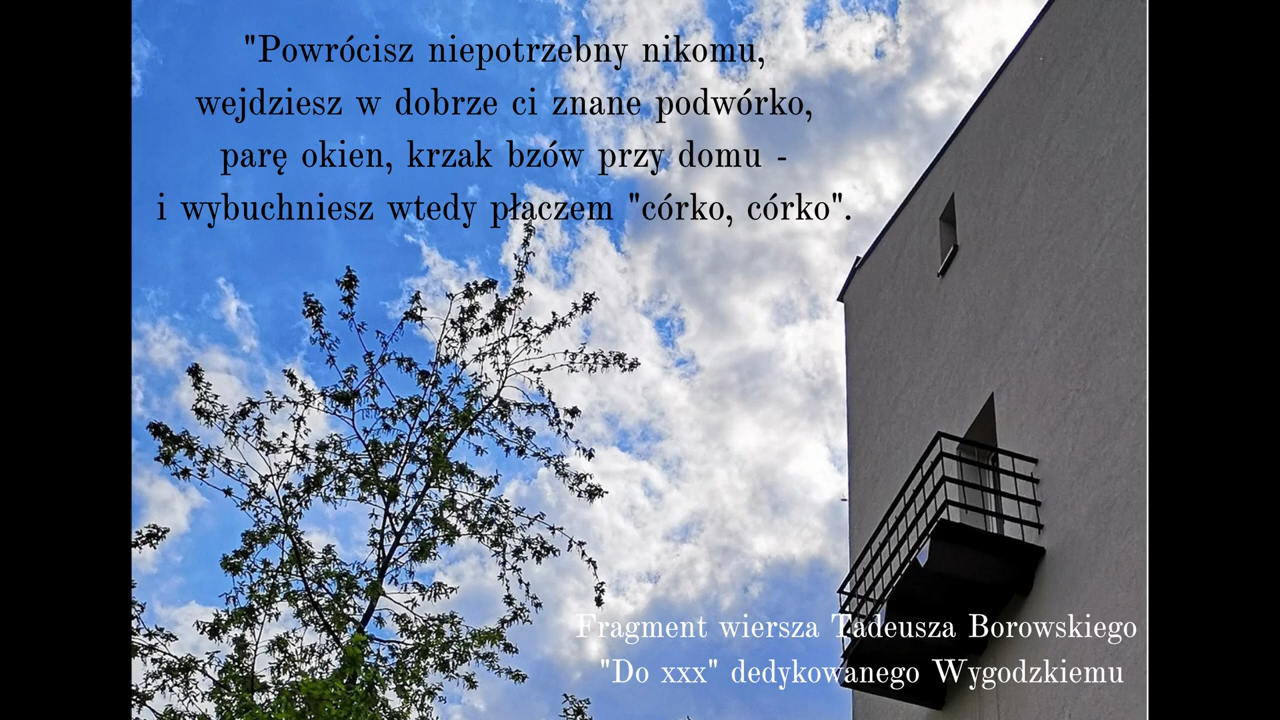 "Powrócisz niepotrzebny nikomu,
wejdziesz w dobrze ci znane podwórko,
parę okien, krzak bzów przy domu -
i wybuchniesz wtedy płaczem "córko, córko".
Fragment wiersza Tadeusza Borowskiego
"Do xxx" dedykowanego Wygodzkiemu